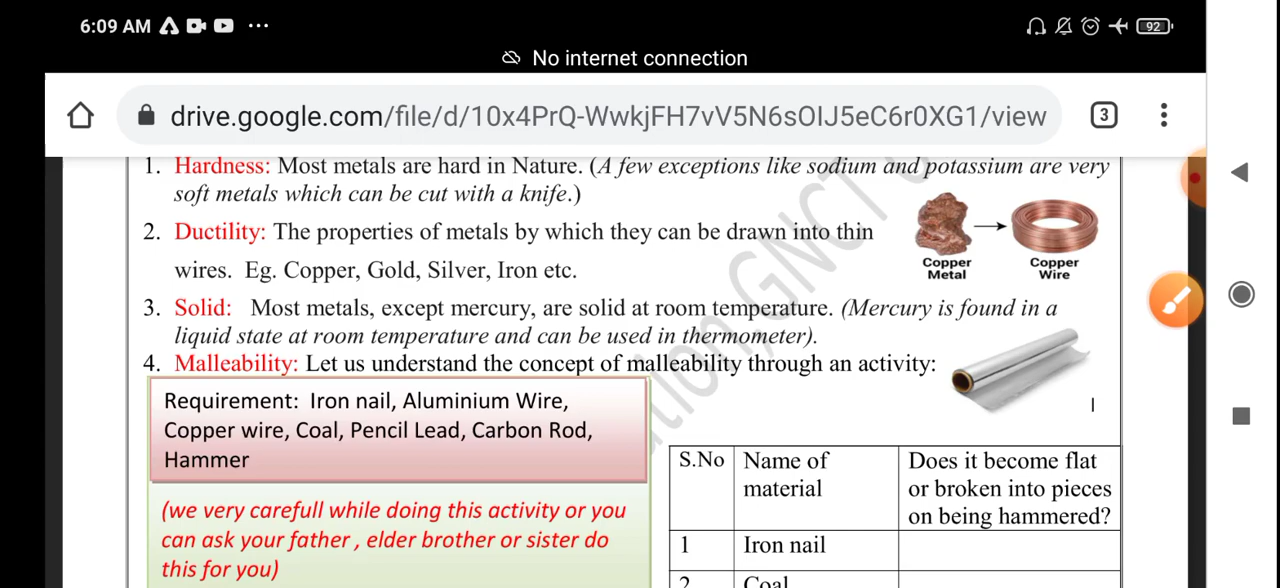 6:09 AM
92
No internet connection
drive.google.com/file/d/10x4PrQ-WwkjFH7vV5N6sOIJ5eC6r0XG1/view
3
1. Hardness: Most metals are hard in Nature. (A few exceptions like sodium and potassium are very
soft metals which can be cut with a knife.)
2. Ductility: The properties of metals by which they can be drawn into thin
wires. Eg. Copper, Gold, Silver, Iron etc.
Copper
Metal
Copper
Wire
3. Solid: Most metals, except mercury, are solid at room temperature. (Mercury is found in a
liquid state at room temperature and can be used in thermometer).
4. Malleability: Let us understand the concept of malleability through an activity:
Requirement: Iron nail, Aluminium Wire,
Copper wire, Coal, Pencil Lead, Carbon Rod,
Hammer
(we very carefull while doing this activity or you
can ask your father , elder brother or sister do
this for you)
l
S.No Name of
material
Does it become flat
or broken into pieces
on being hammered?
1 Iron nail
2 Coal
GNCT